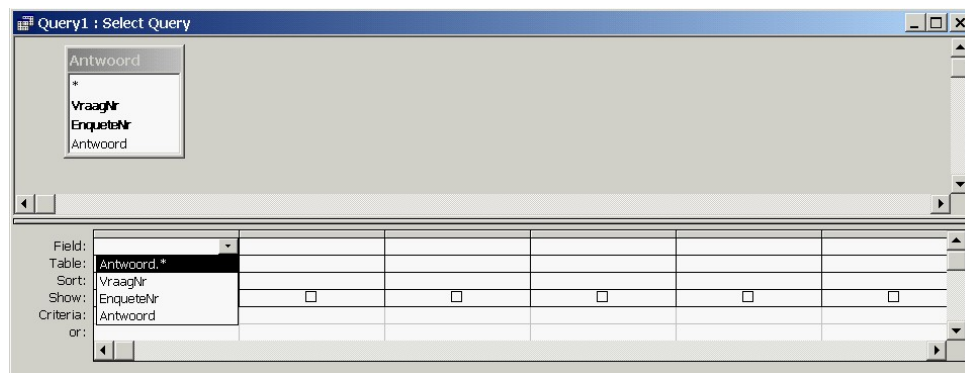 Query1 : Select Query
Antwoord
*
VraagNr
EnqueteNr
Antwoord
Field:
Table: Antwoord.*
Sort: VraagNr
Show: EnqueteNr
Criteria: Antwoord
or: